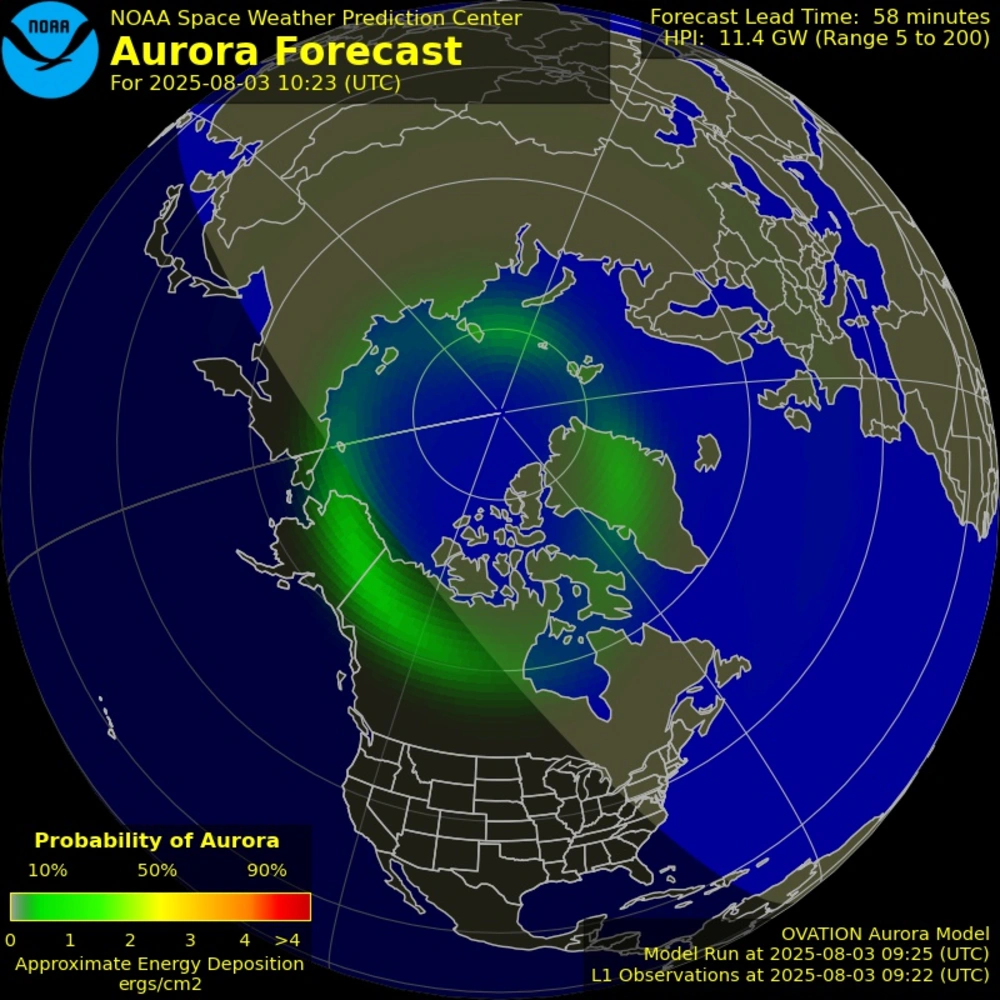 NOAA
NOAA Space Weather Prediction Center
Aurora Forecast
For 2025-08-03 10:23 (UTC)
Forecast Lead Time: 58 minutes
HPI: 11.4 GW (Range 5 to 200)
Probability of Aurora
10% 50% 90%
0 1 2 3 4 >4
Approximate Energy Deposition
ergs/cm2
OVATION Aurora Model
Model Run at 2025-08-03 09:25 (UTC)
L1 Observations at 2025-08-03 09:22 (UTC)